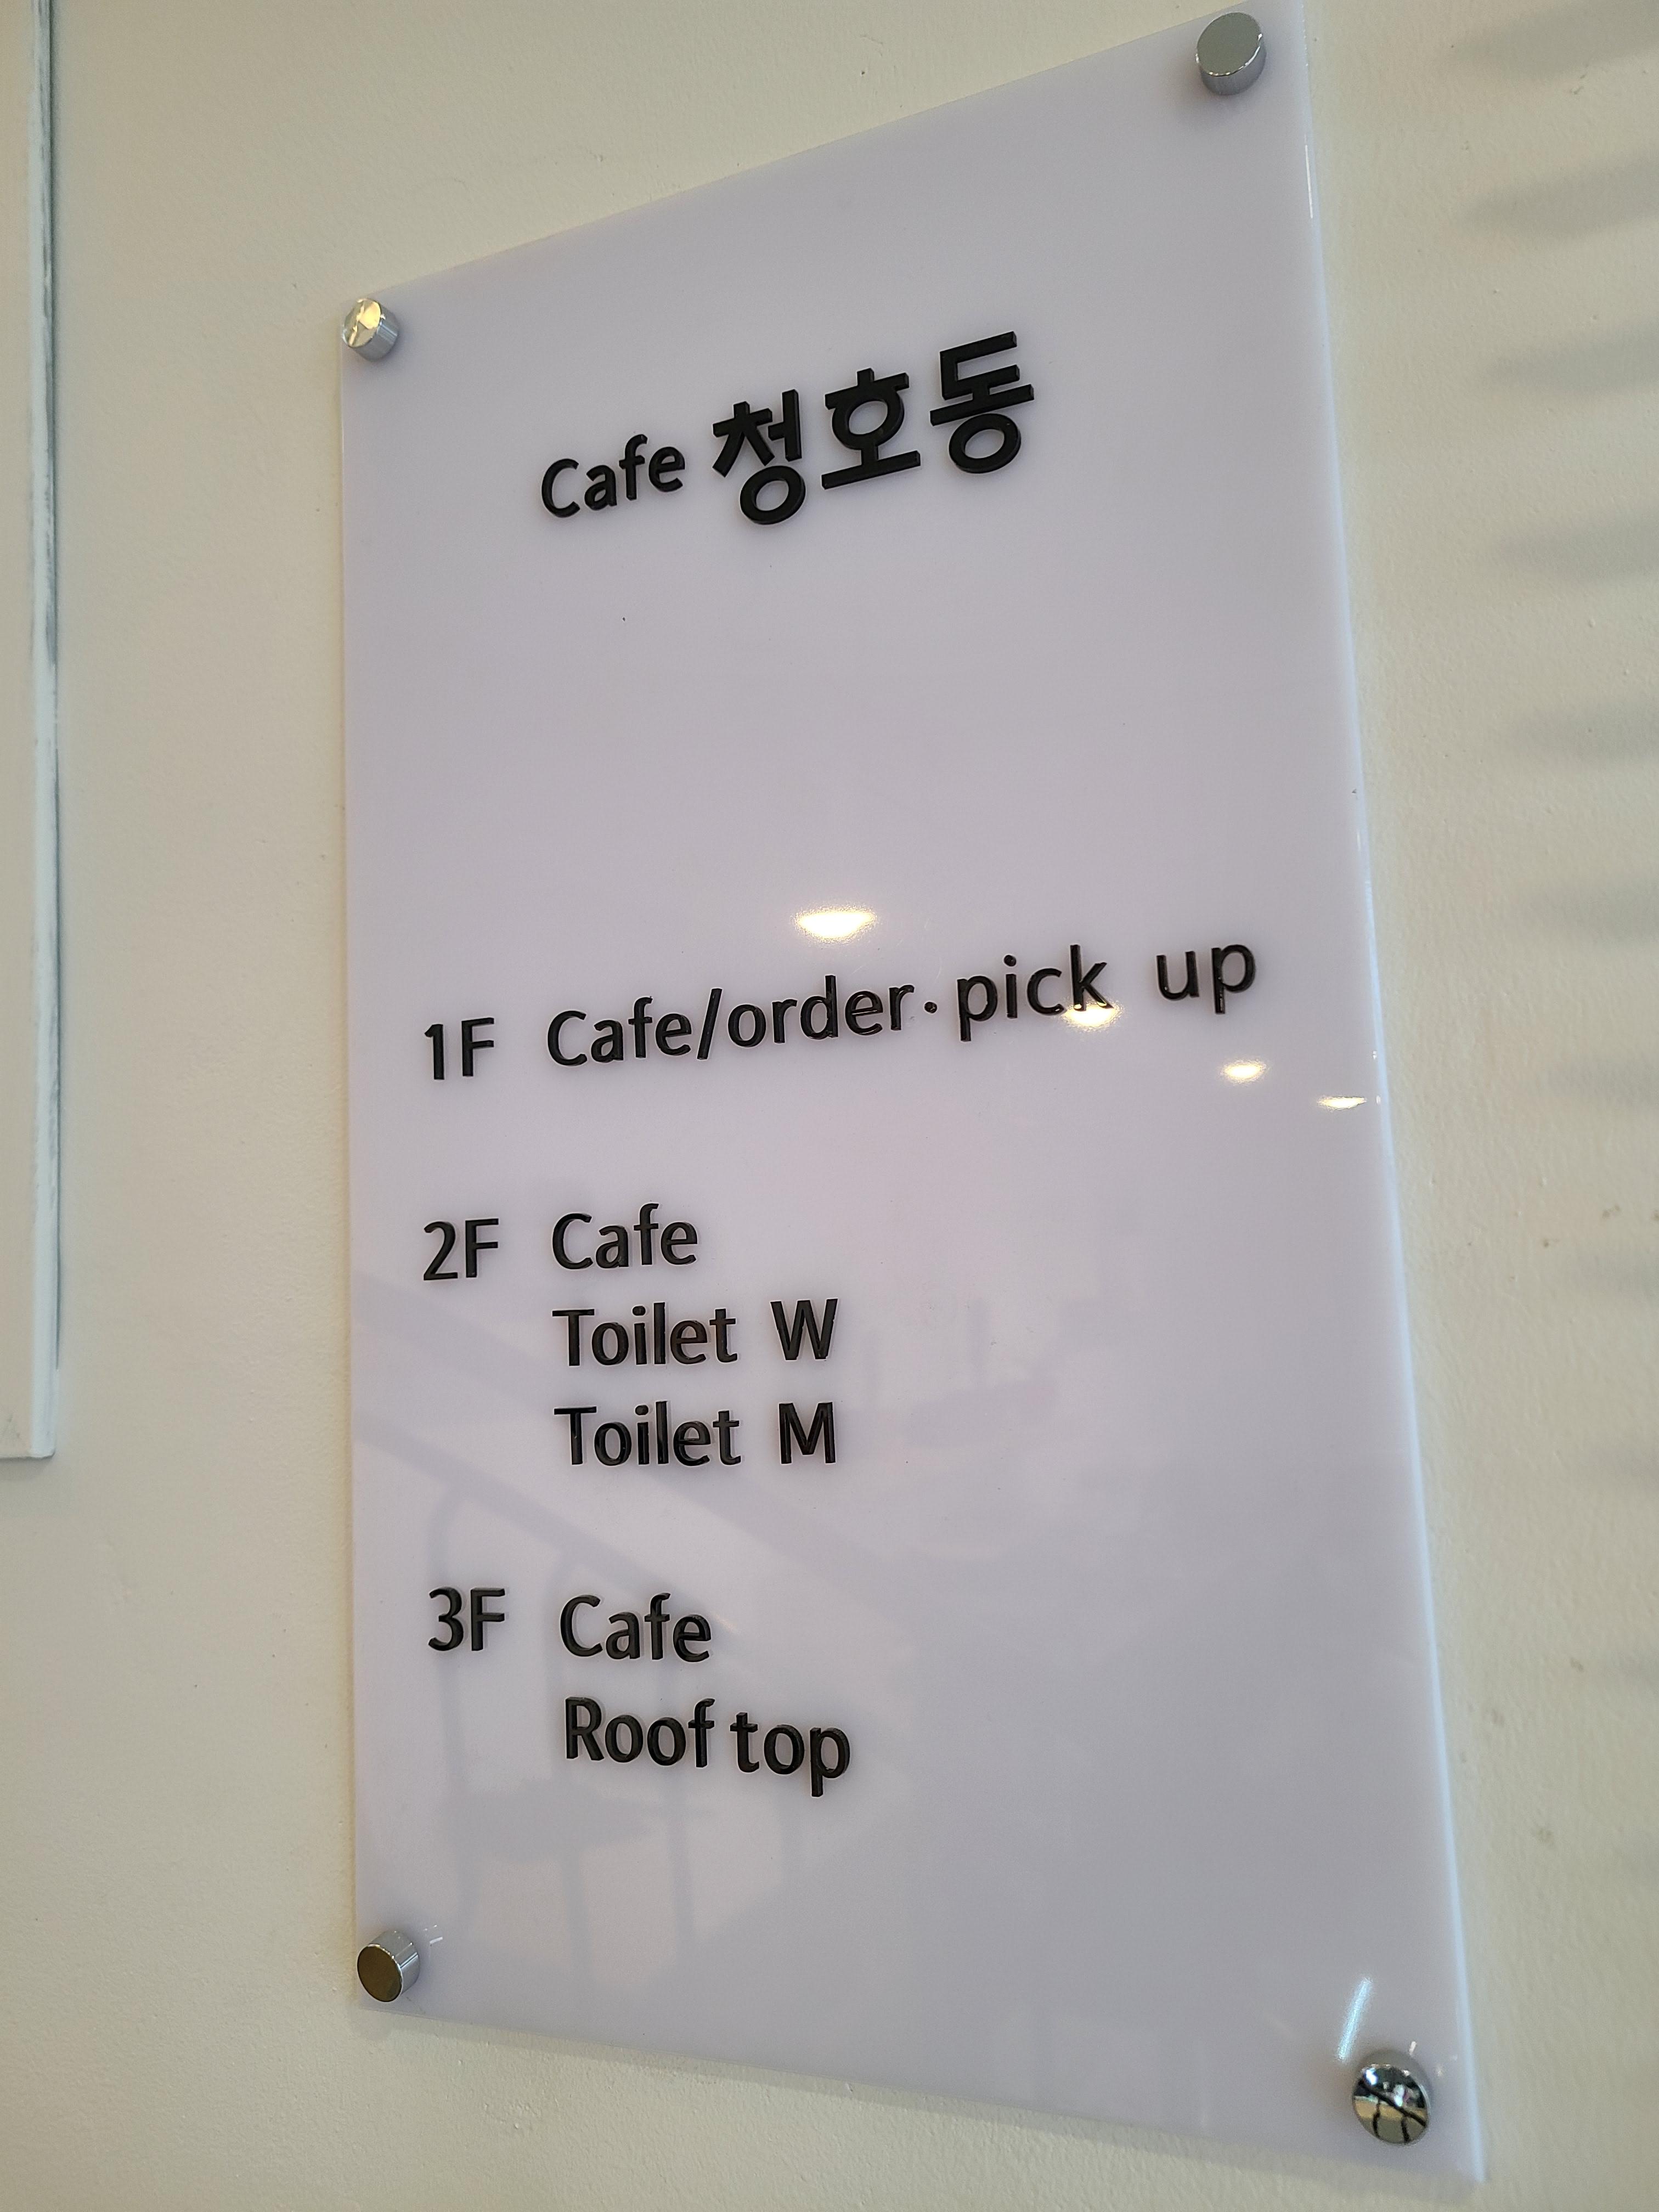 Cafe 청호동
1F Cafe/order·pick up
2F Cafe
Toilet W
Toilet M
3F Cafe
Roof top